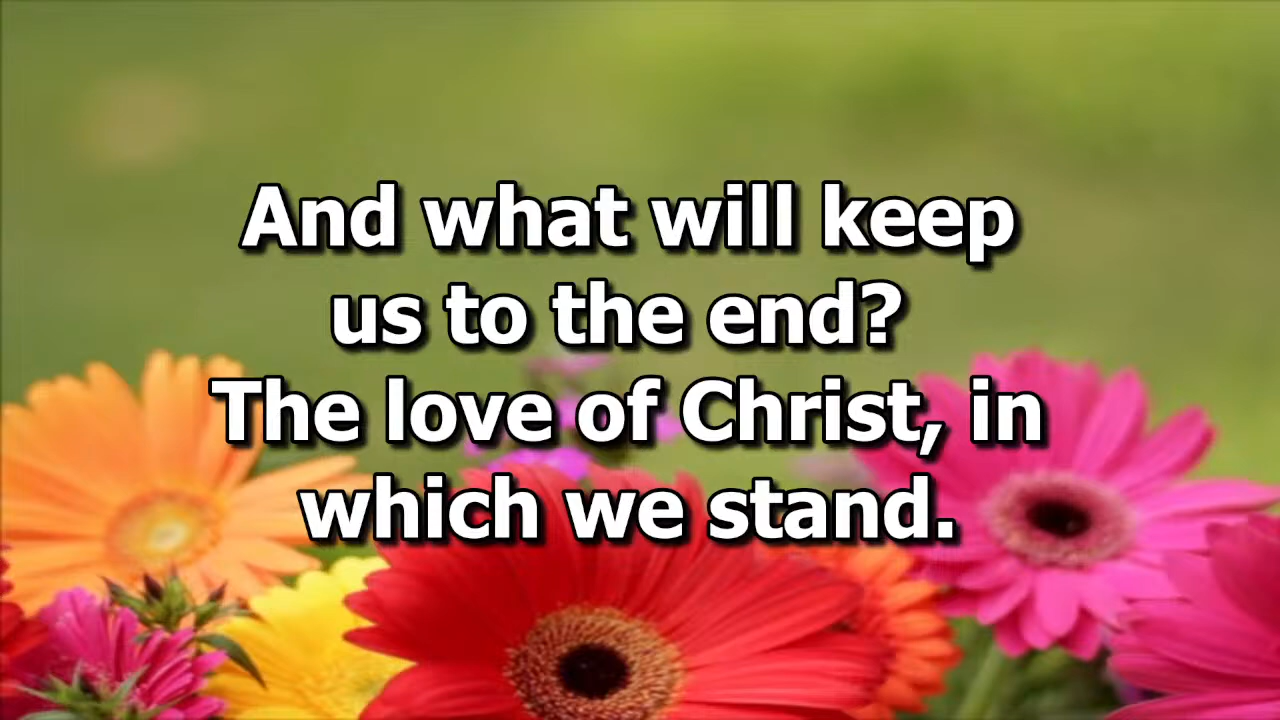 And what will keep
us to the end?
The love of Christ, in
which we stand.